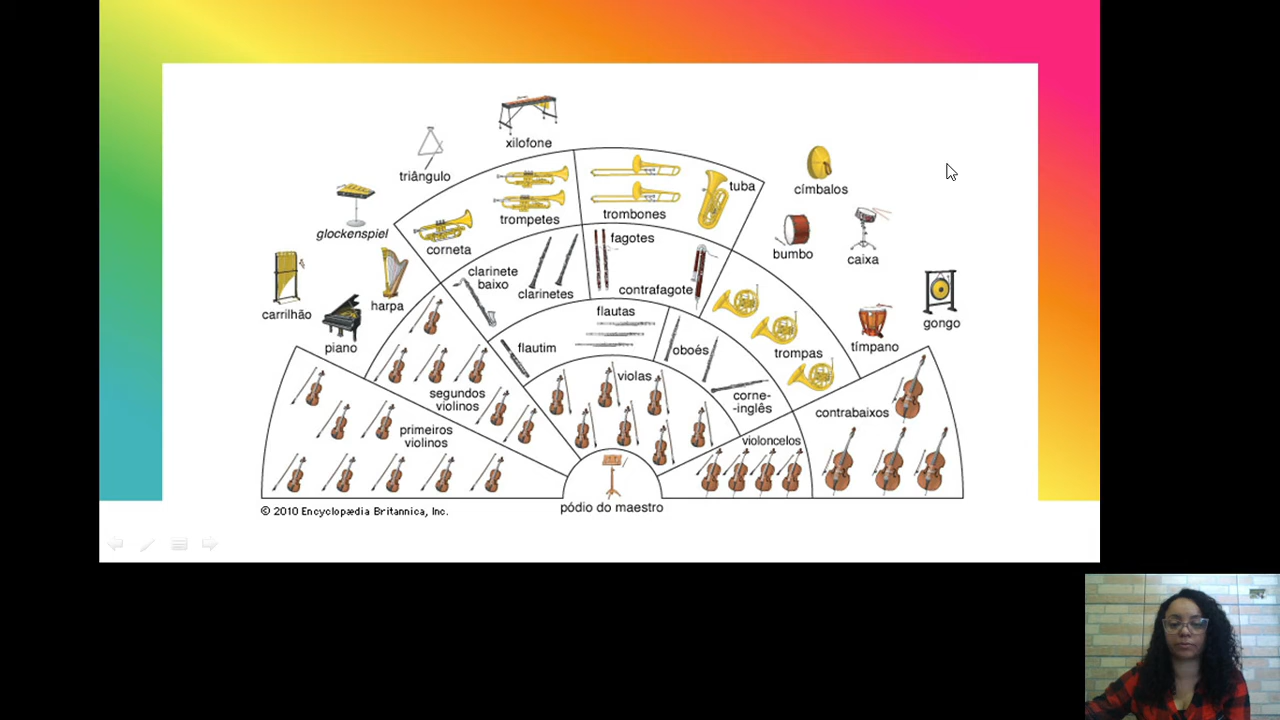 xilofone
triângulo
glockenspiel
carrilhão
piano
harpa
corneta
trompetes
trombones
tuba
címbalos
bumbo
caixa
gongo
tímpano
clarinete
baixo
clarinetes
fagotes
contrafagote
trompas
flautim
flautas
oboés
corne-
-inglês
segundos
violinos
primeiros
violinos
violas
violoncelos
contrabaixos
pódio do maestro
© 2010 Encyclopædia Britannica, Inc.